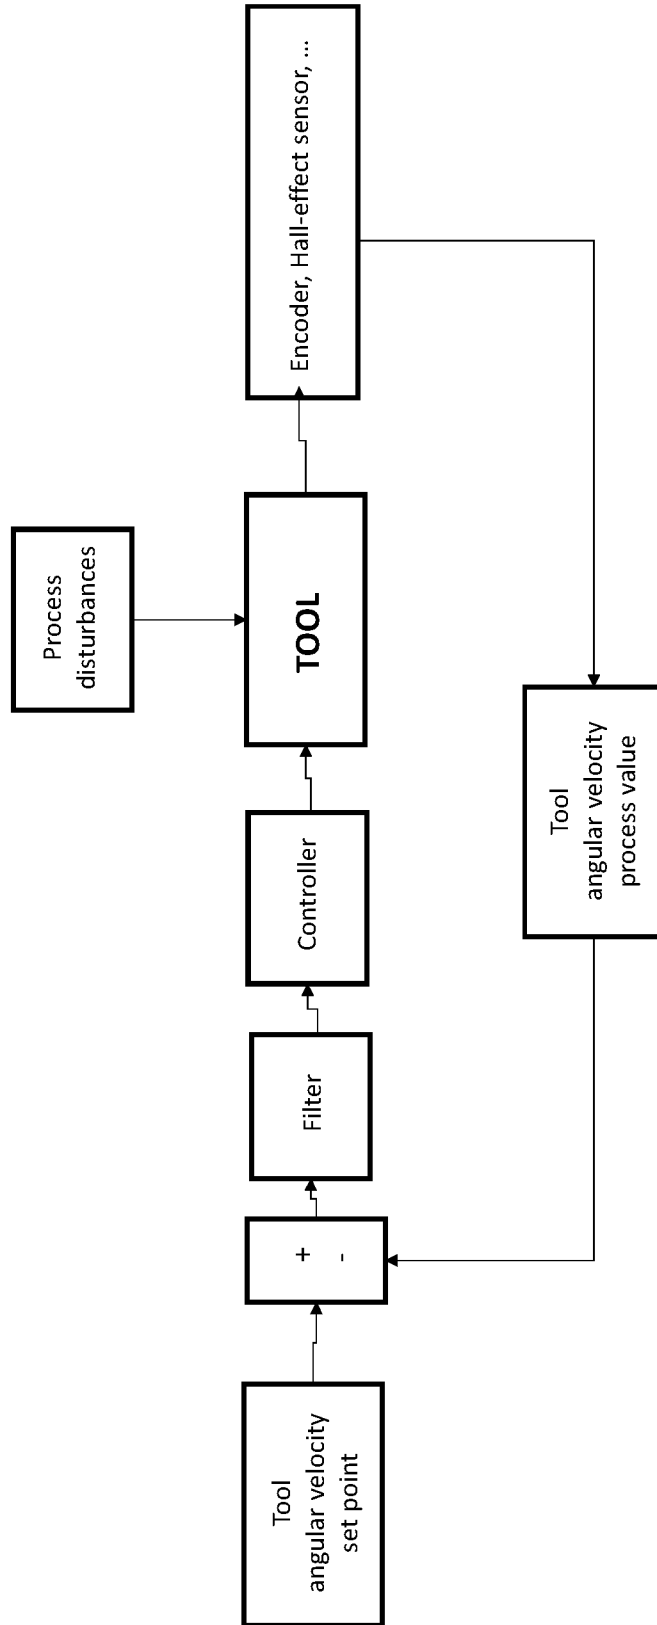 Tool
angular velocity
set point
+
-
Filter
Controller
TOOL
Process
disturbances
Encoder, Hall-effect sensor, ...
Tool
angular velocity
process value